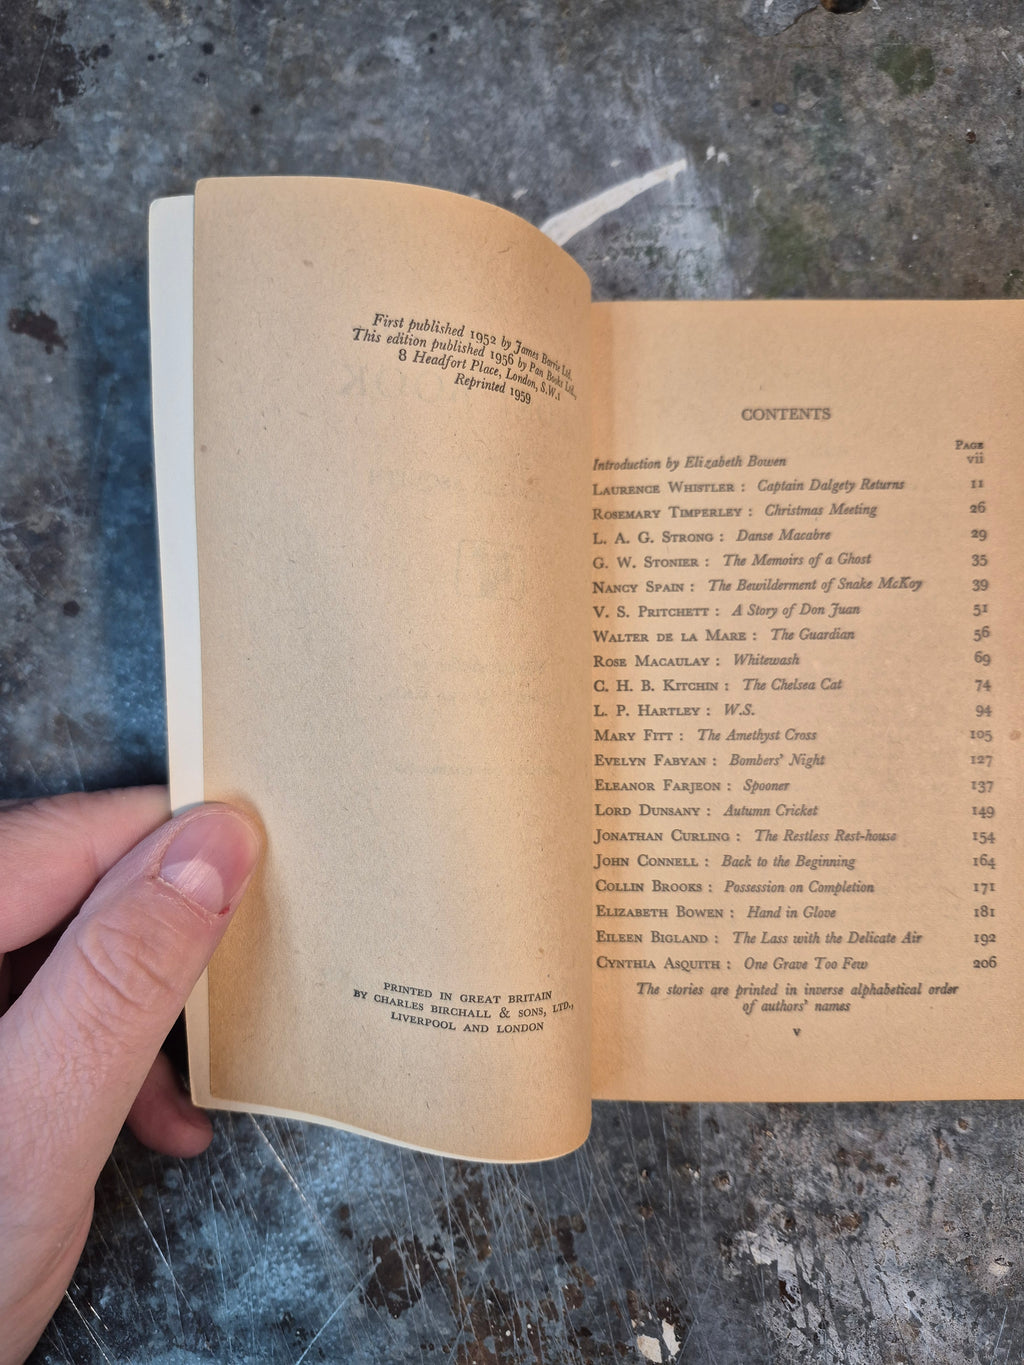 First published 1952 by James Barrie Ltd.
This edition published 1956 by Pan Books Ltd.,
8 Headfort Place, London, S.W.1
Reprinted 1959
PRINTED IN GREAT BRITAIN
BY CHARLES BIRCHALL & SONS, LTD.,
LIVERPOOL AND LONDON
CONTENTS
PAGE
Introduction by Elizabeth Bowen vii
LAURENCE WHISTLER : Captain Dalgety Returns 11
ROSEMARY TIMPERLEY : Christmas Meeting 26
L. A. G. STRONG : Danse Macabre 29
G. W. STONIER : The Memoirs of a Ghost 35
NANCY SPAIN : The Bewilderment of Snake McKoy 39
V. S. PRITCHETT : A Story of Don Juan 51
WALTER DE LA MARE : The Guardian 56
ROSE MACAULAY : Whitewash 69
C. H. B. KITCHIN : The Chelsea Cat 74
L. P. HARTLEY : W.S. 94
MARY FITT : The Amethyst Cross 105
EVELYN FABYAN : Bombers' Night 127
ELEANOR FARJEON : Spooner 137
LORD DUNSANY : Autumn Cricket 149
JONATHAN CURLING : The Restless Rest-house 154
JOHN CONNELL : Back to the Beginning 164
COLLIN BROOKS : Possession on Completion 171
ELIZABETH BOWEN : Hand in Glove 181
EILEEN BIGLAND : The Lass with the Delicate Air 192
CYNTHIA ASQUITH : One Grave Too Few 206
The stories are printed in inverse alphabetical order
of authors' names
v